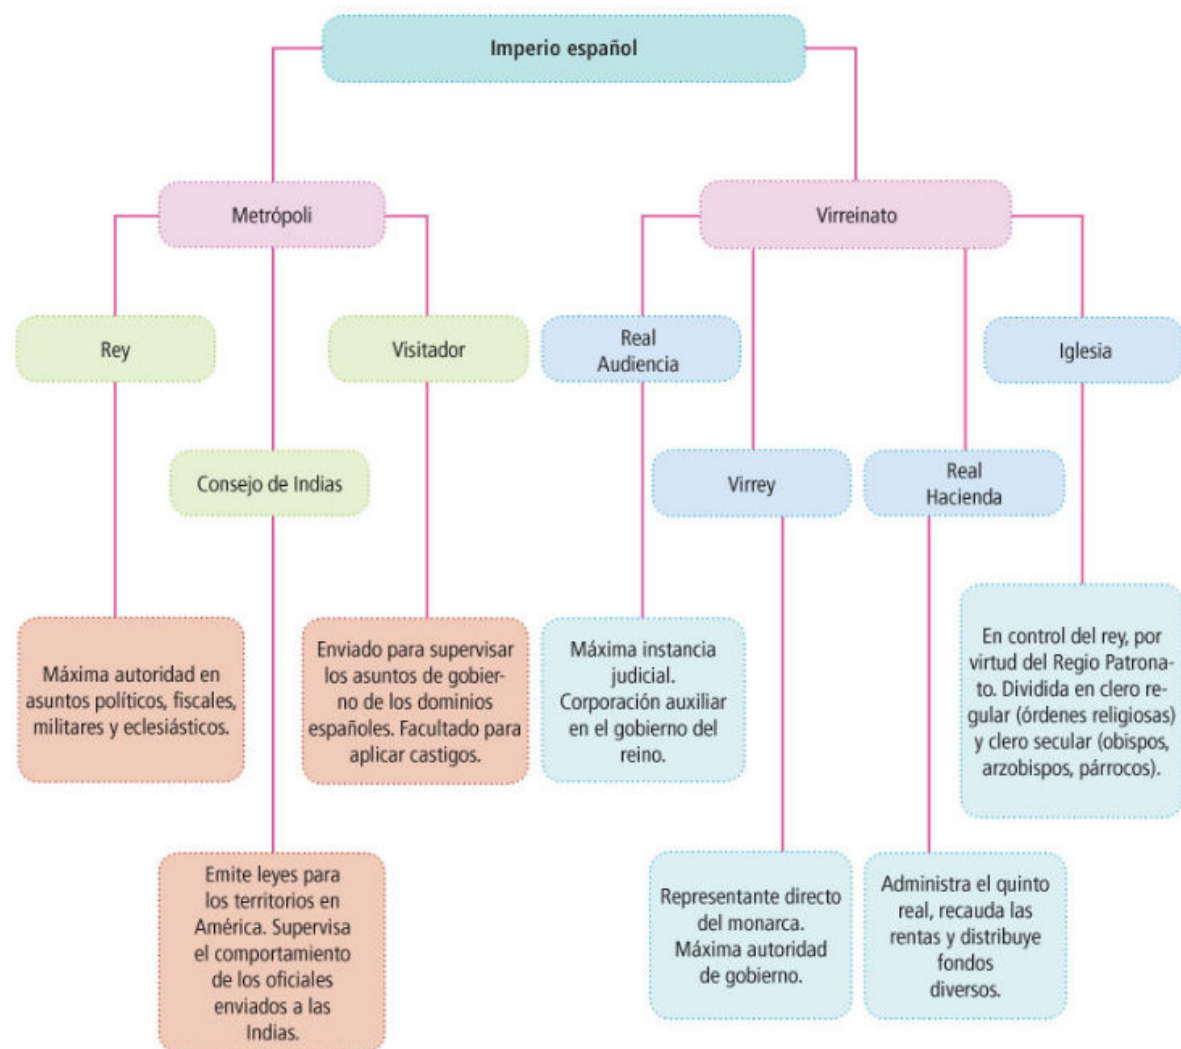 Imperio español
Metrópoli
Virreinato
Rey
Visitador
Real
Audiencia
Iglesia
Consejo de Indias
Virrey
Real
Hacienda
Máxima autoridad en
asuntos políticos, fiscales,
militares y eclesiásticos.
Enviado para supervisar
los asuntos de gobier-
no de los dominios
españoles. Facultado para
aplicar castigos.
Máxima instancia
judicial.
Corporación auxiliar
en el gobierno del
reino.
En control del rey, por
virtud del Regio Patrona-
to. Dividida en clero re-
gular (órdenes religiosas)
y clero secular (obispos,
arzobispos, párrocos).
Emite leyes para
los territorios en
América. Supervisa
el comportamiento
de los oficiales
enviados a las
Indias.
Representante directo
del monarca.
Máxima autoridad
de gobierno.
Administra el quinto
real, recauda las
rentas y distribuye
fondos
diversos.